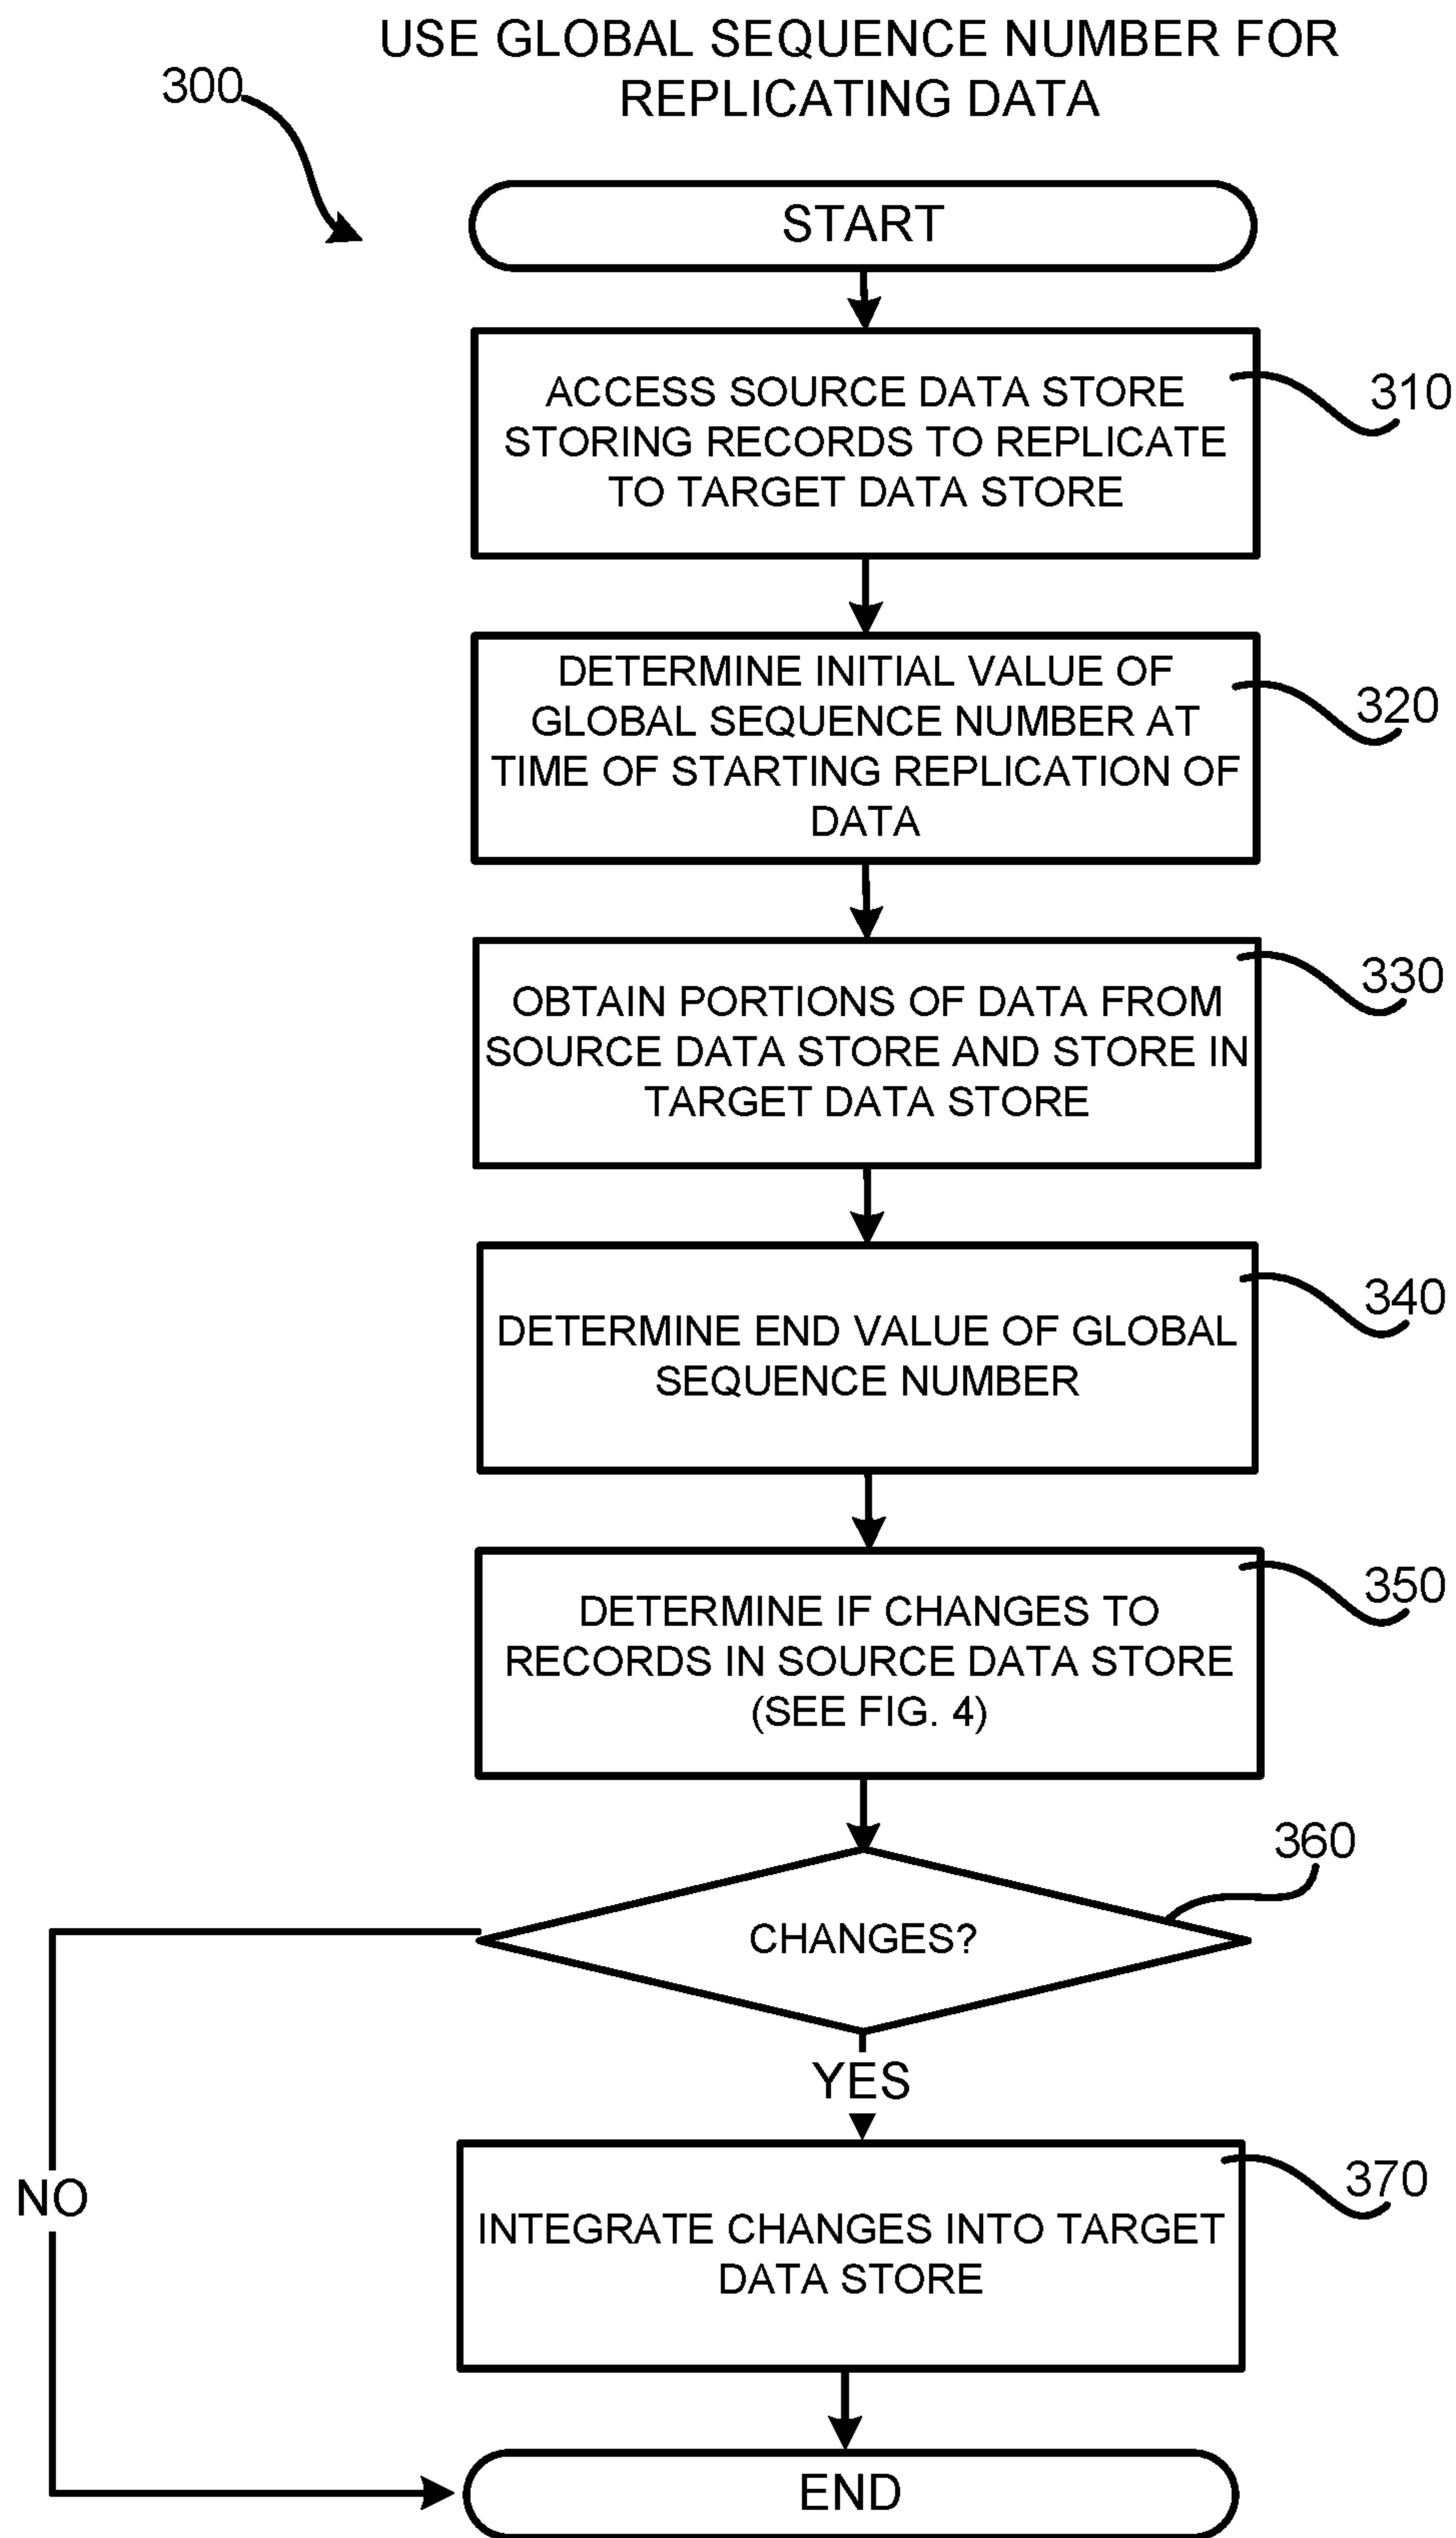 USE GLOBAL SEQUENCE NUMBER FOR
REPLICATING DATA
300
START
ACCESS SOURCE DATA STORE
STORING RECORDS TO REPLICATE
TO TARGET DATA STORE
310
DETERMINE INITIAL VALUE OF
GLOBAL SEQUENCE NUMBER AT
TIME OF STARTING REPLICATION OF
DATA
320
OBTAIN PORTIONS OF DATA FROM
SOURCE DATA STORE AND STORE IN
TARGET DATA STORE
330
DETERMINE END VALUE OF GLOBAL
SEQUENCE NUMBER
340
DETERMINE IF CHANGES TO
RECORDS IN SOURCE DATA STORE
(SEE FIG. 4)
350
CHANGES?
360
YES
NO
INTEGRATE CHANGES INTO TARGET
DATA STORE
370
END